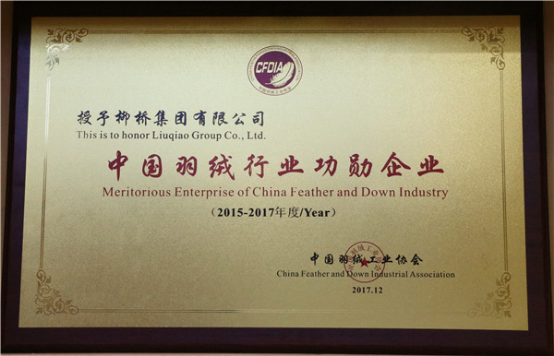 CFDIA
授予柳桥集团有限公司
This is to honor Liuqiao Group Co., Ltd.
中国羽绒行业功勋企业
Meritorious Enterprise of China Feather and Down Industry
(2015-2017年度/Year)
中国羽绒工业协会
China Feather and Down Industrial Association
2017.12